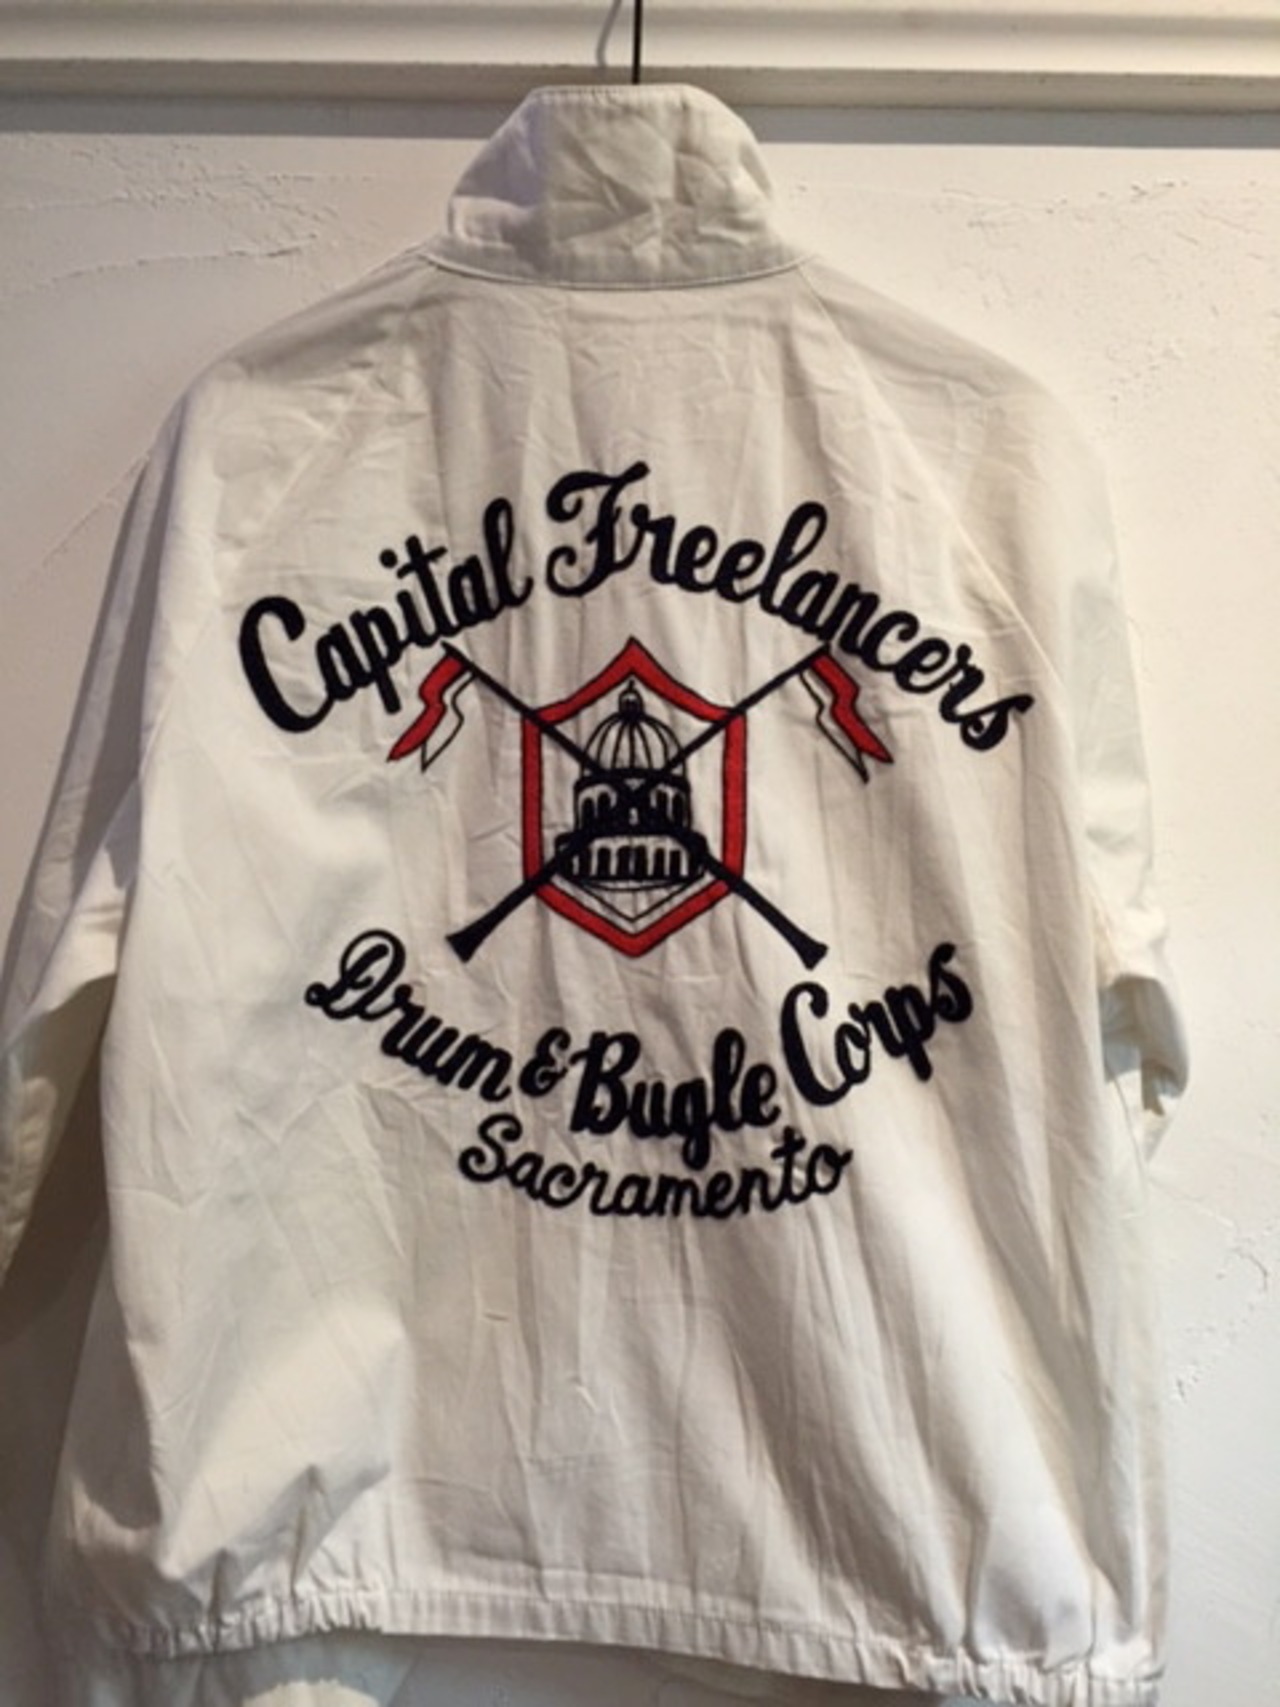 Capital Freelancers
Drum & Bugle Corps
Sacramento